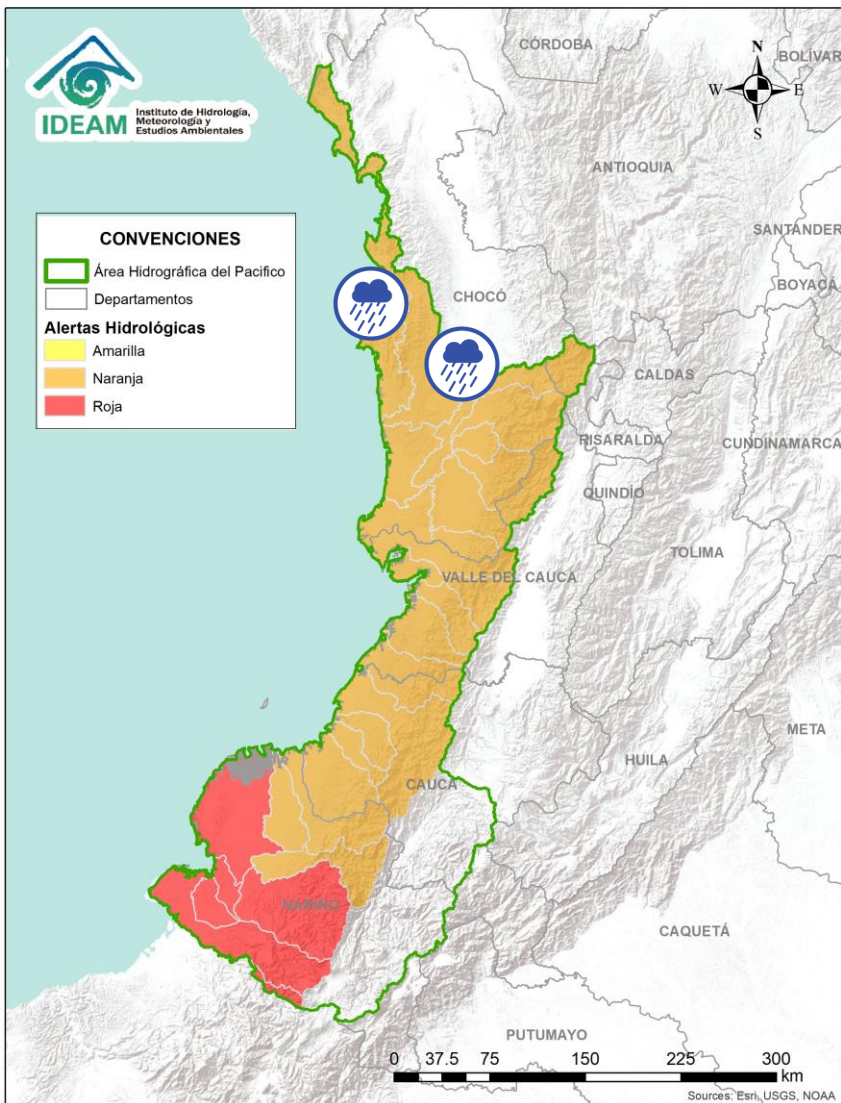 IDEAM
Instituto de Hidrología,
Meteorología y
Estudios Ambientales
CÓRDOBA
BOLÍVAR
N
W
E
S
ANTIOQUIA
SANTANDER
CONVENCIONES
Área Hidrográfica del Pacifico
Departamentos
Alertas Hidrológicas
Amarilla
Naranja
Roja
BOYACÁ
CHOCÓ
CALDAS
RISARALDA
CUNDINAMARCA
QUINDÍO
TOLIMA
VALLE DEL CAUCA
META
HUILA
CAUCA
NARIÑO
CAQUETÁ
PUTUMAYO
0 37.5 75 150 225 300
km
Sources: Esri, USGS, NOAA